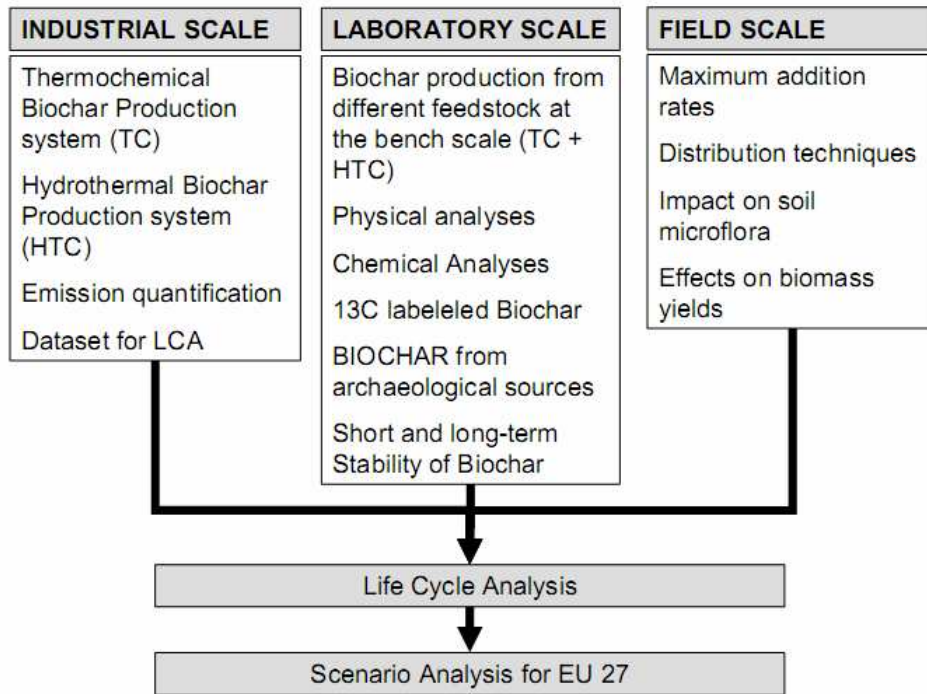 INDUSTRIAL SCALE
Thermochemical
Biochar Production
system (TC)
Hydrothermal Biochar
Production system
(HTC)
Emission quantification
Dataset for LCA
LABORATORY SCALE
Biochar production from
different feedstock at
the bench scale (TC +
HTC)
Physical analyses
Chemical Analyses
13C labeleled Biochar
BIOCHAR from
archaeological sources
Short and long-term
Stability of Biochar
FIELD SCALE
Maximum addition
rates
Distribution techniques
Impact on soil
microflora
Effects on biomass
yields
Life Cycle Analysis
Scenario Analysis for EU 27